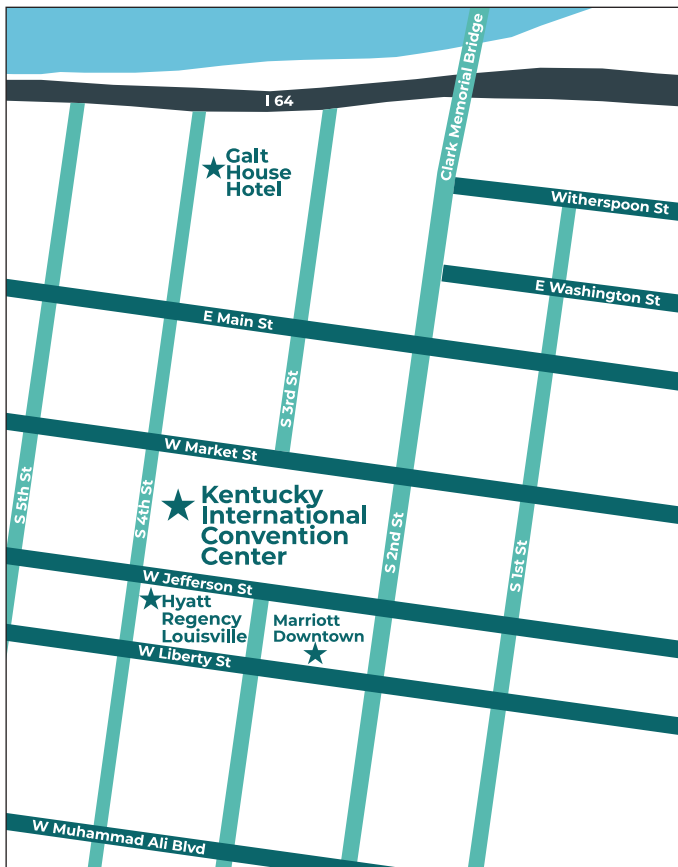 Clark Memorial Bridge
I 64
Galt
House
Hotel
Witherspoon St
E Washington St
E Main St
S 3rd St
W Market St
S 5th St
S 4th St
Kentucky
International
Convention
Center
S 2nd St
S 1st St
W Jefferson St
Hyatt
Regency
Louisville
Marriott
Downtown
W Liberty St
W Muhammad Ali Blvd